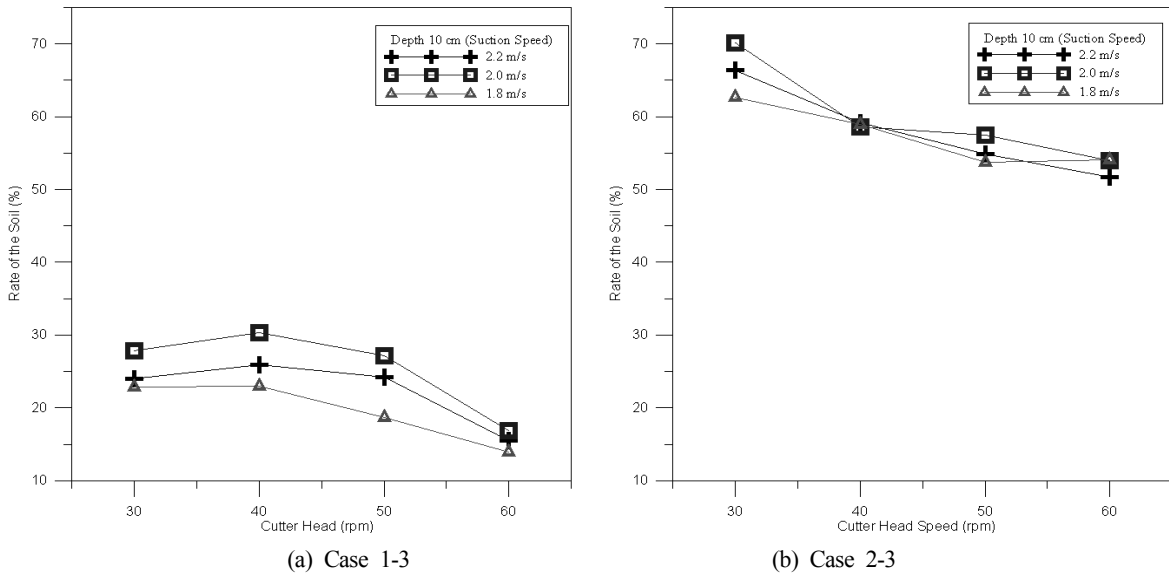 Depth 10 cm (Suction Speed)
2.2 m/s
2.0 m/s
1.8 m/s
70
60
50
40
30
20
10
Rate of the Soil (%)
30 40 50 60
Cutter Head (rpm)
(a) Case 1-3
Depth 10 cm (Suction Speed)
2.2 m/s
2.0 m/s
1.8 m/s
70
60
50
40
30
20
10
Rate of the Soil (%)
30 40 50 60
Cutter Head Speed (rpm)
(b) Case 2-3